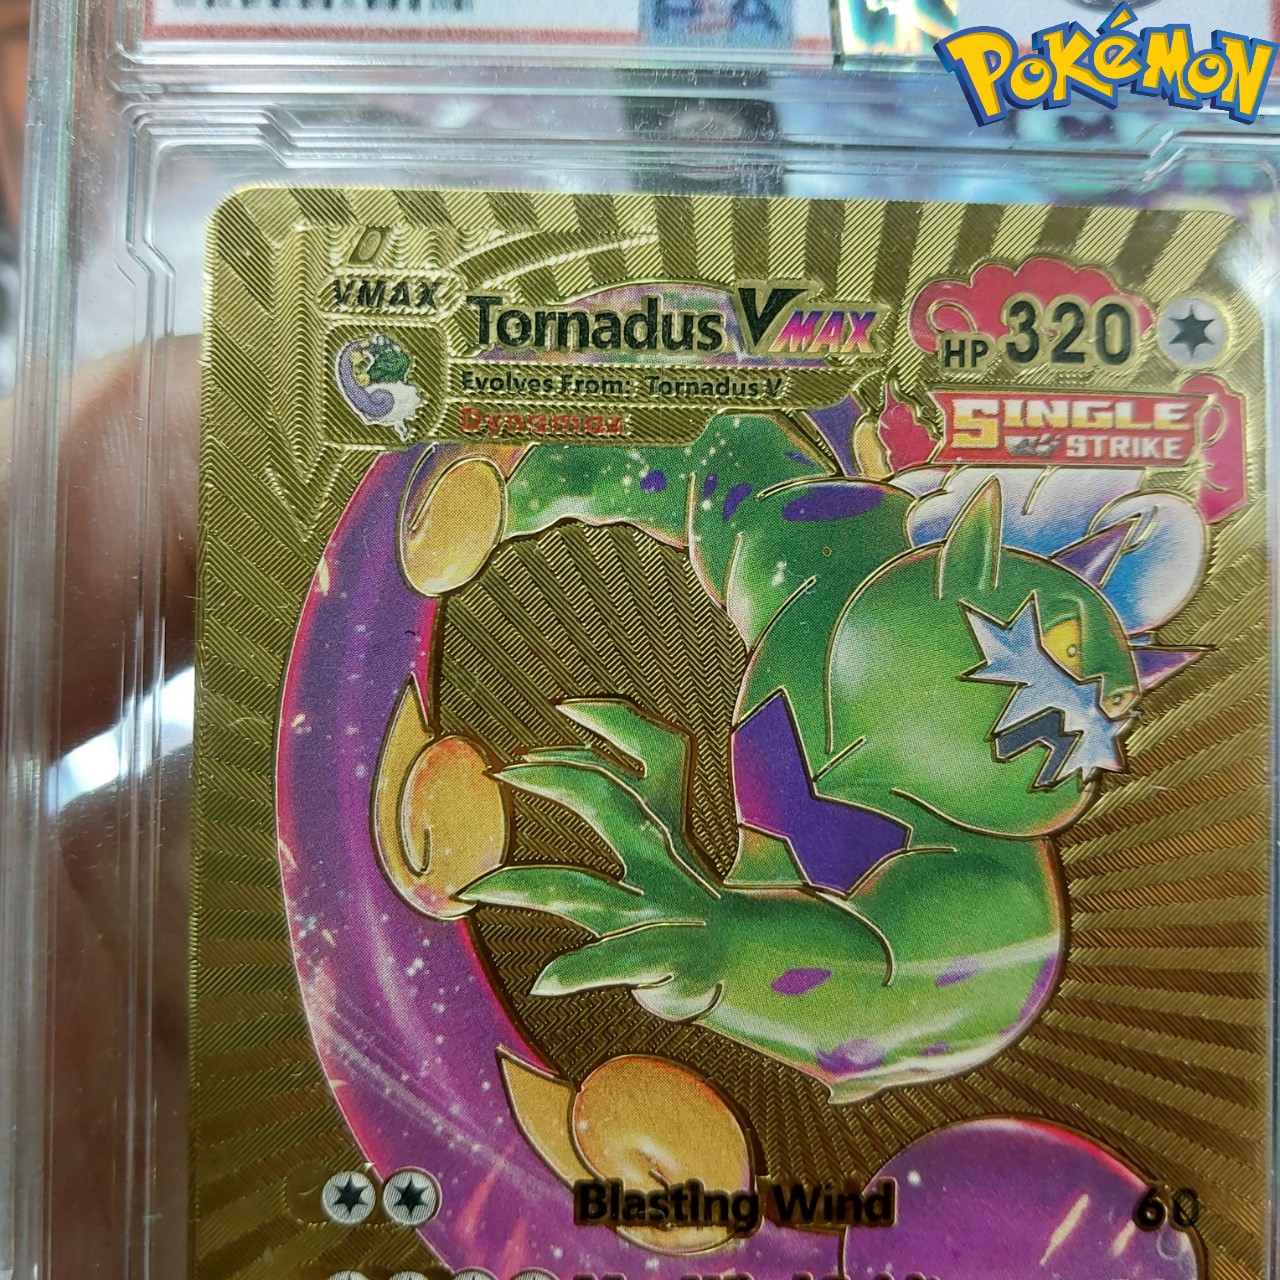 POKÉMON
VMAX
Tornadus VMAX
HP 320
Evolves From: Tornadus V
Dynamax
SINGLE
STRIKE
Blasting Wind 60